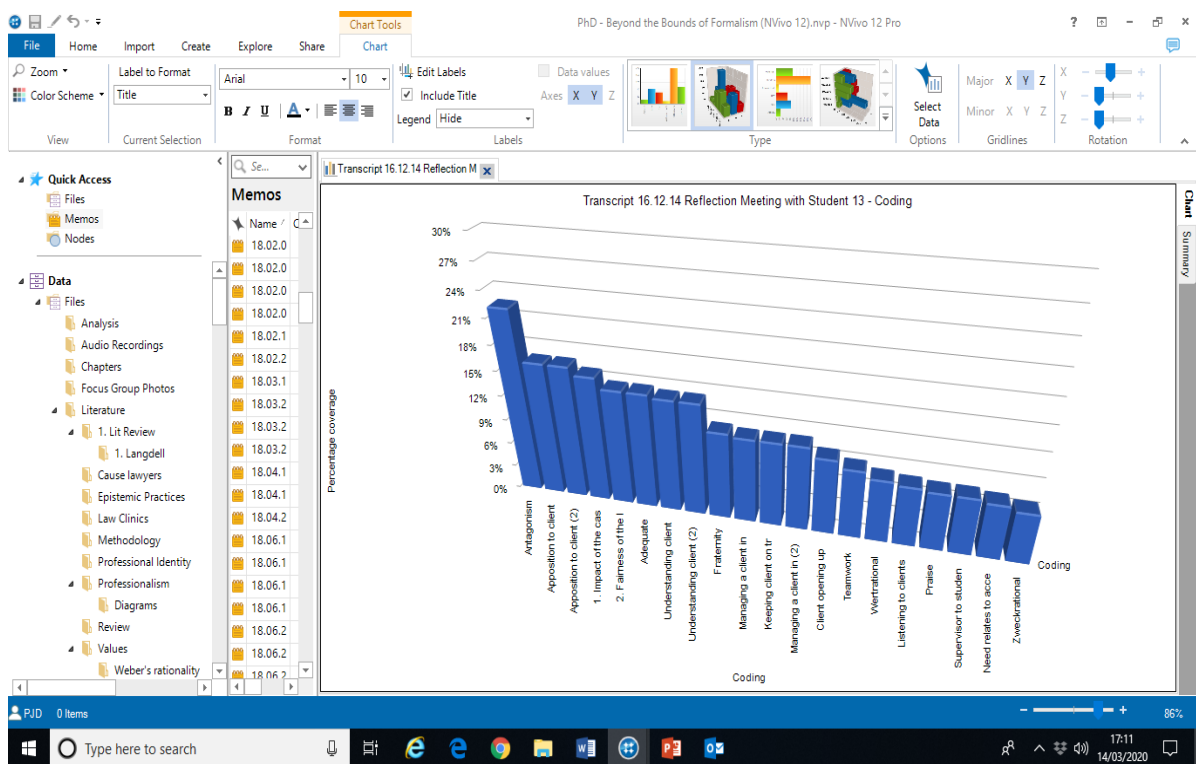 Chart Tools
PhD - Beyond the Bounds of Formalism (NVivo 12).nvp - NVivo 12 Pro
?
File Home Import Create Explore Share Chart
Zoom
Color Scheme
View
Label to Format
Title
Current Selection
Arial 10
B I U A
Format
Edit Labels
Include Title
Legend Hide
Data values
Axes X Y Z
Labels
Type
Select
Data
Options
Major X Y Z
Minor X Y Z
Gridlines
X - +
Y - +
Z - +
Rotation
Quick Access
Files
Memos
Nodes
Data
Files
Analysis
Audio Recordings
Chapters
Focus Group Photos
Literature
1. Lit Review
1. Langdell
Cause lawyers
Epistemic Practices
Law Clinics
Methodology
Professional Identity
Professionalism
Diagrams
Review
Values
Weber's rationality
Se...
Memos
Name C
18.02.0
18.02.0
18.02.0
18.02.0
18.02.1
18.02.2
18.03.1
18.03.2
18.03.2
18.03.2
18.04.1
18.04.1
18.04.2
18.06.1
18.06.1
18.06.1
18.06.1
18.06.2
18.06.2
18.06.2
Transcript 16.12.14 Reflection M
Transcript 16.12.14 Reflection Meeting with Student 13 - Coding
30%
27%
24%
21%
18%
15%
12%
9%
6%
3%
0%
Percentage coverage
Antagonism
Apposition to client
Apposition to client (2)
1. Impact of the cas
2. Fairness of the l
Adequate
Understanding client
Understanding client (2)
Fraternity
Managing a client in
Keeping client on tr
Managing a client in (2)
Client opening up
Teamwork
Wertrational
Listening to clients
Praise
Supervisor to studen
Need relates to acce
Zweckrational
Coding
Coding
Chart
Summary
PJD 0 Items
- + 86%
Type here to search
17:11
14/03/2020